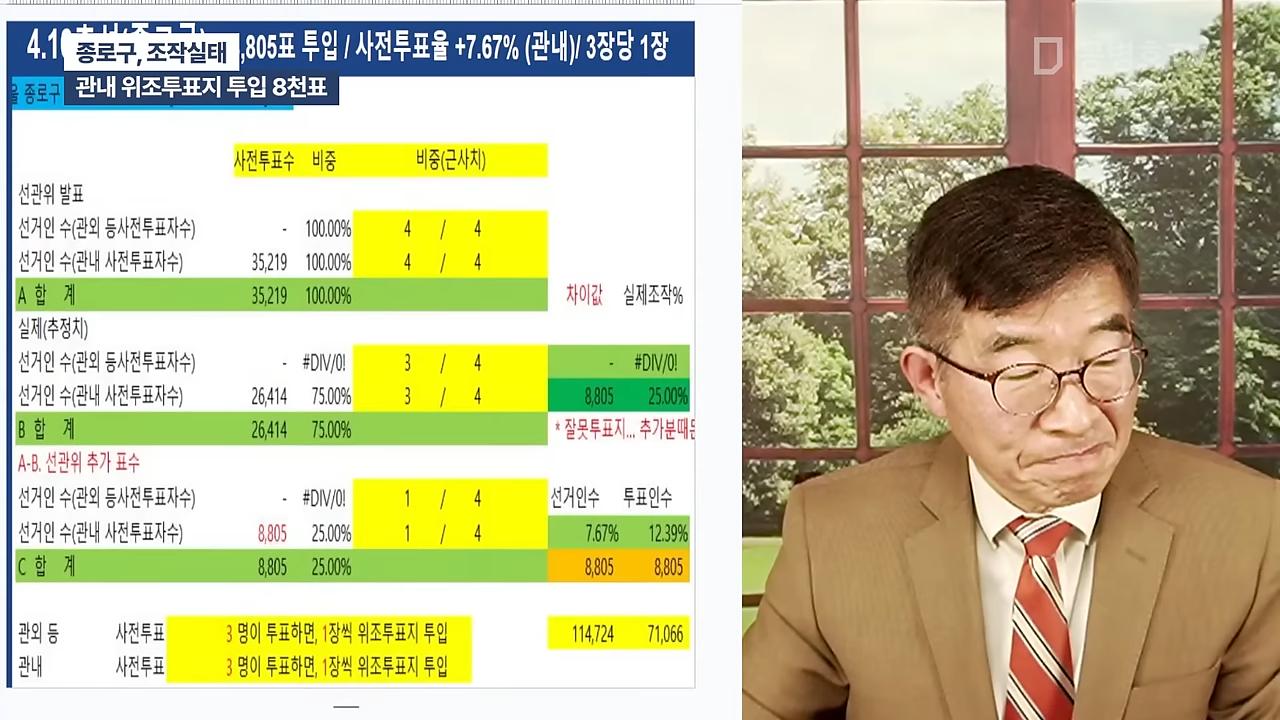 ,805표 투입 / 사전투표율 +7.67% (관내)/ 3장당 1장
종로구, 조작실태
관내 위조투표지 투입 8천표
율 종로구
사전투표수 비중 비중(근사치)
선관위 발표
선거인 수(관외 등사전투표자수) - 100.00% 4 / 4
선거인 수(관내 사전투표자수) 35,219 100.00% 4 / 4
A 합 계 35,219 100.00% 차이값 실제조작%
실제(추정치)
선거인 수(관외 등사전투표자수) - #DIV/0! 3 / 4 - #DIV/0!
선거인 수(관내 사전투표자수) 26,414 75.00% 3 / 4 8,805 25.00%
B 합 계 26,414 75.00% * 잘못투표지... 추가분때문
A-B. 선관위 추가 표수
선거인 수(관외 등사전투표자수) - #DIV/0! 1 / 4 선거인수 투표인수
선거인 수(관내 사전투표자수) 8,805 25.00% 1 / 4 7.67% 12.39%
C 합 계 8,805 25.00% 8,805 8,805
관외 등 사전투표 3 명이 투표하면, 1장씩 위조투표지 투입 114,724 71,066
관내 사전투표 3 명이 투표하면, 1장씩 위조투표지 투입